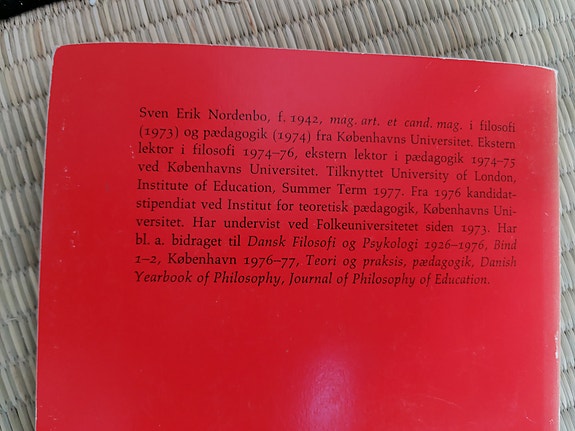 Sven Erik Nordenbo, f. 1942, mag. art. et cand. mag. i filosofi
(1973) og pædagogik (1974) fra Københavns Universitet. Ekstern
lektor i filosofi 1974–76, ekstern lektor i pædagogik 1974–75
ved Københavns Universitet. Tilknyttet University of London,
Institute of Education, Summer Term 1977. Fra 1976 kandidat-
stipendiat ved Institut for teoretisk pædagogik, Københavns Uni-
versitet. Har undervist ved Folkeuniversitetet siden 1973. Har
bl. a. bidraget til Dansk Filosofi og Psykologi 1926–1976, Bind
1–2, København 1976–77, Teori og praksis, pædagogik, Danish
Yearbook of Philosophy, Journal of Philosophy of Education.